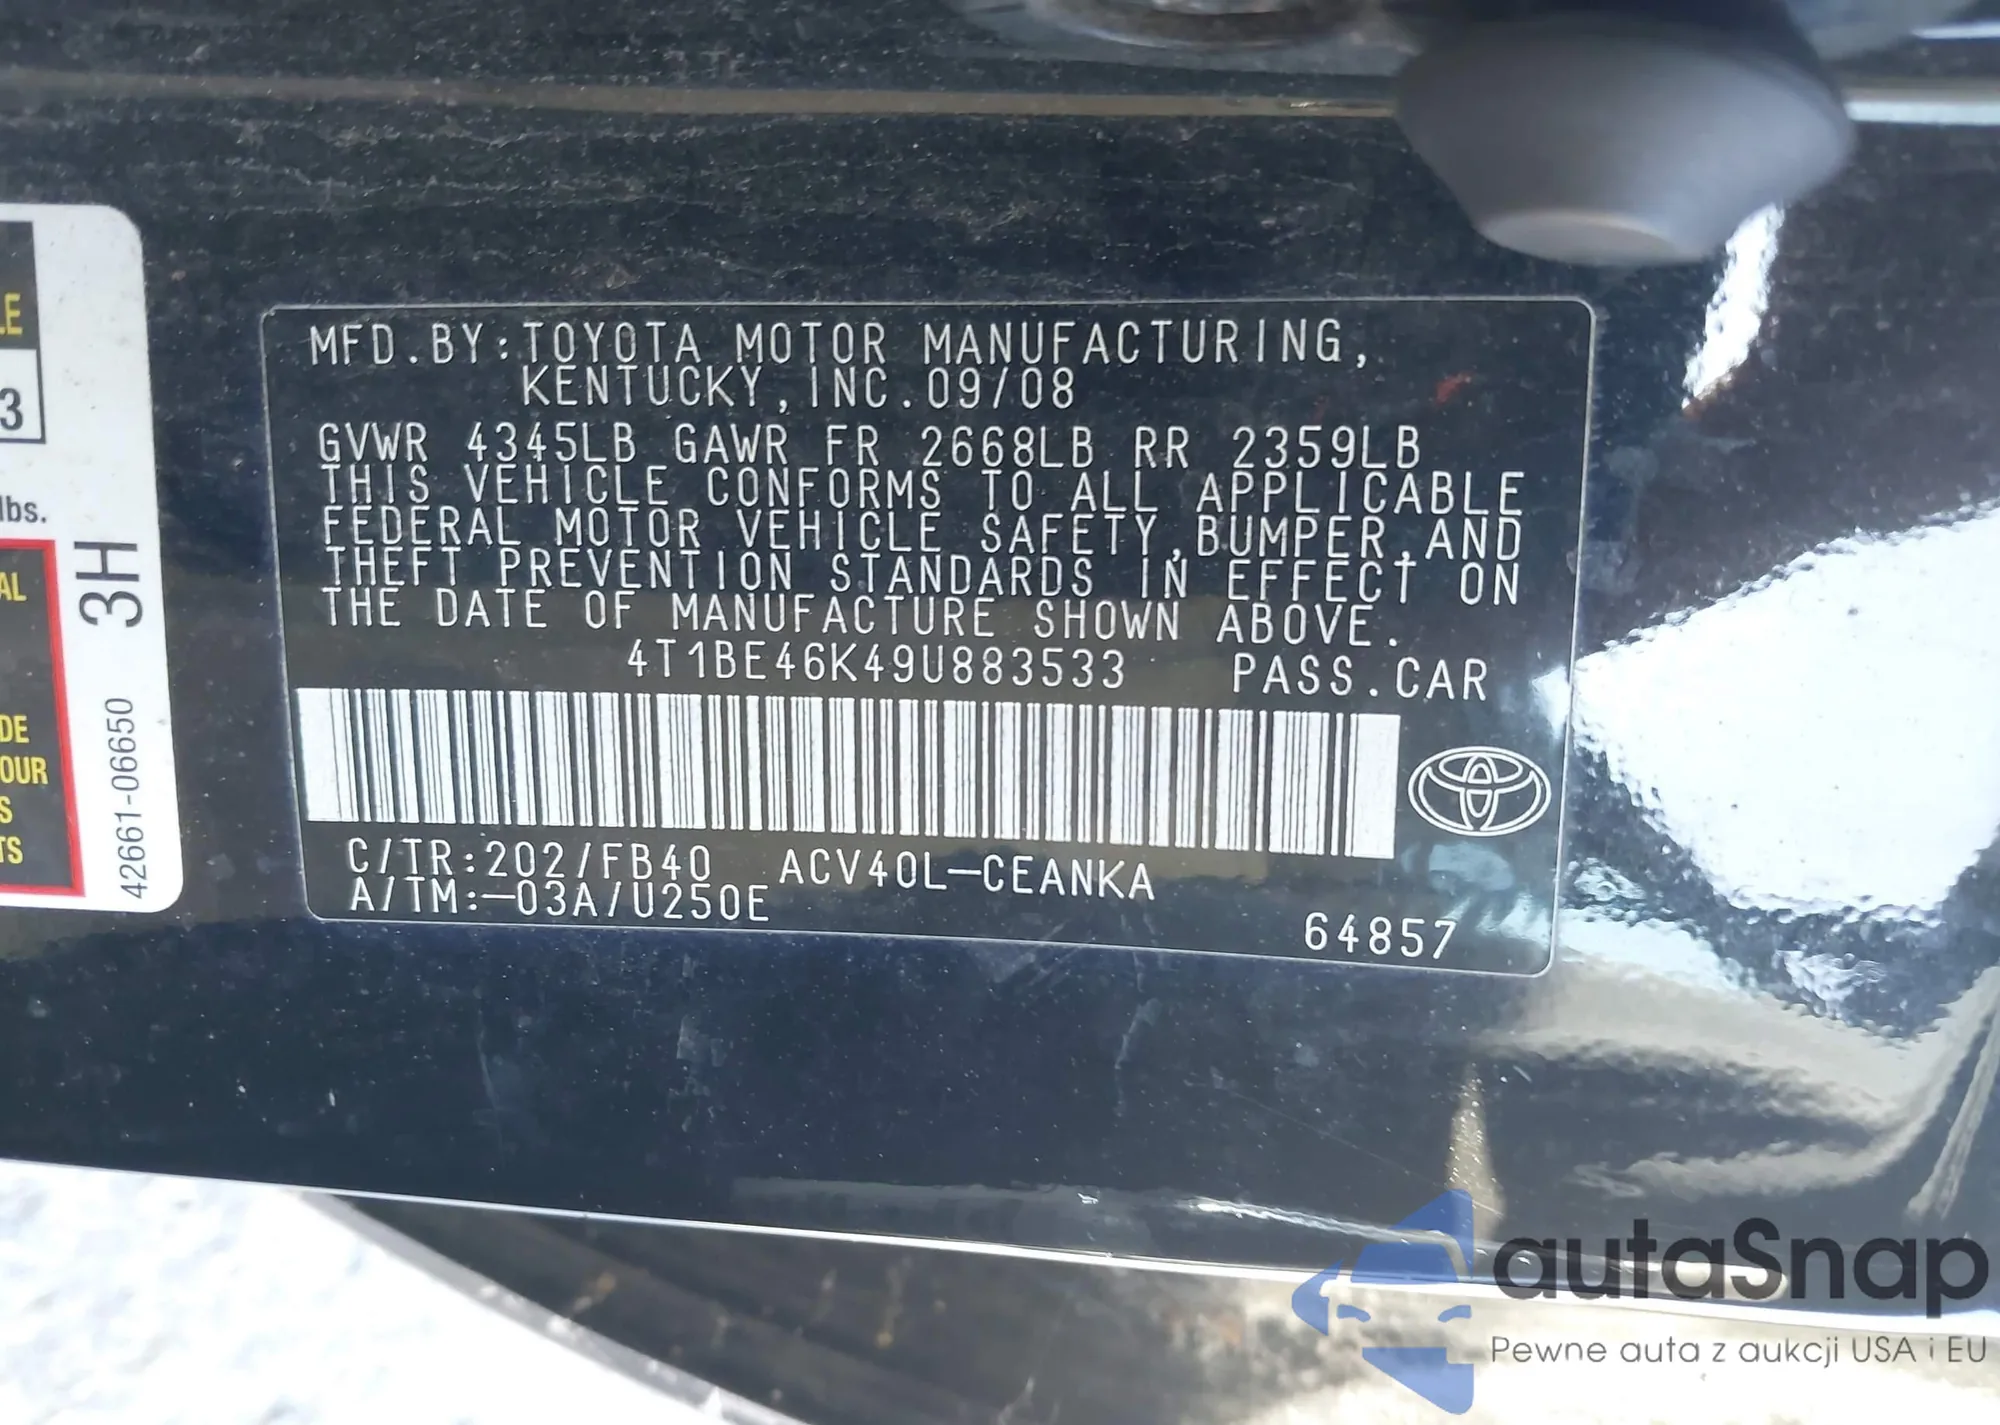 MFD.BY:TOYOTA MOTOR MANUFACTURING,
KENTUCKY,INC.09/08
GVWR 4345LB GAWR FR 2668LB RR 2359LB
THIS VEHICLE CONFORMS TO ALL APPLICABLE
FEDERAL MOTOR VEHICLE SAFETY,BUMPER,AND
THEFT PREVENTION STANDARDS IN EFFECT ON
THE DATE OF MANUFACTURE SHOWN ABOVE.
4T1BE46K49U883533 PASS.CAR
C/TR:202/FB40 ACV40L-CEANKA
A/TM:-03A/U250E
64857
3
lbs.
3H
42661-06650
autaSnap
Pewne auta z aukcji USA i EU